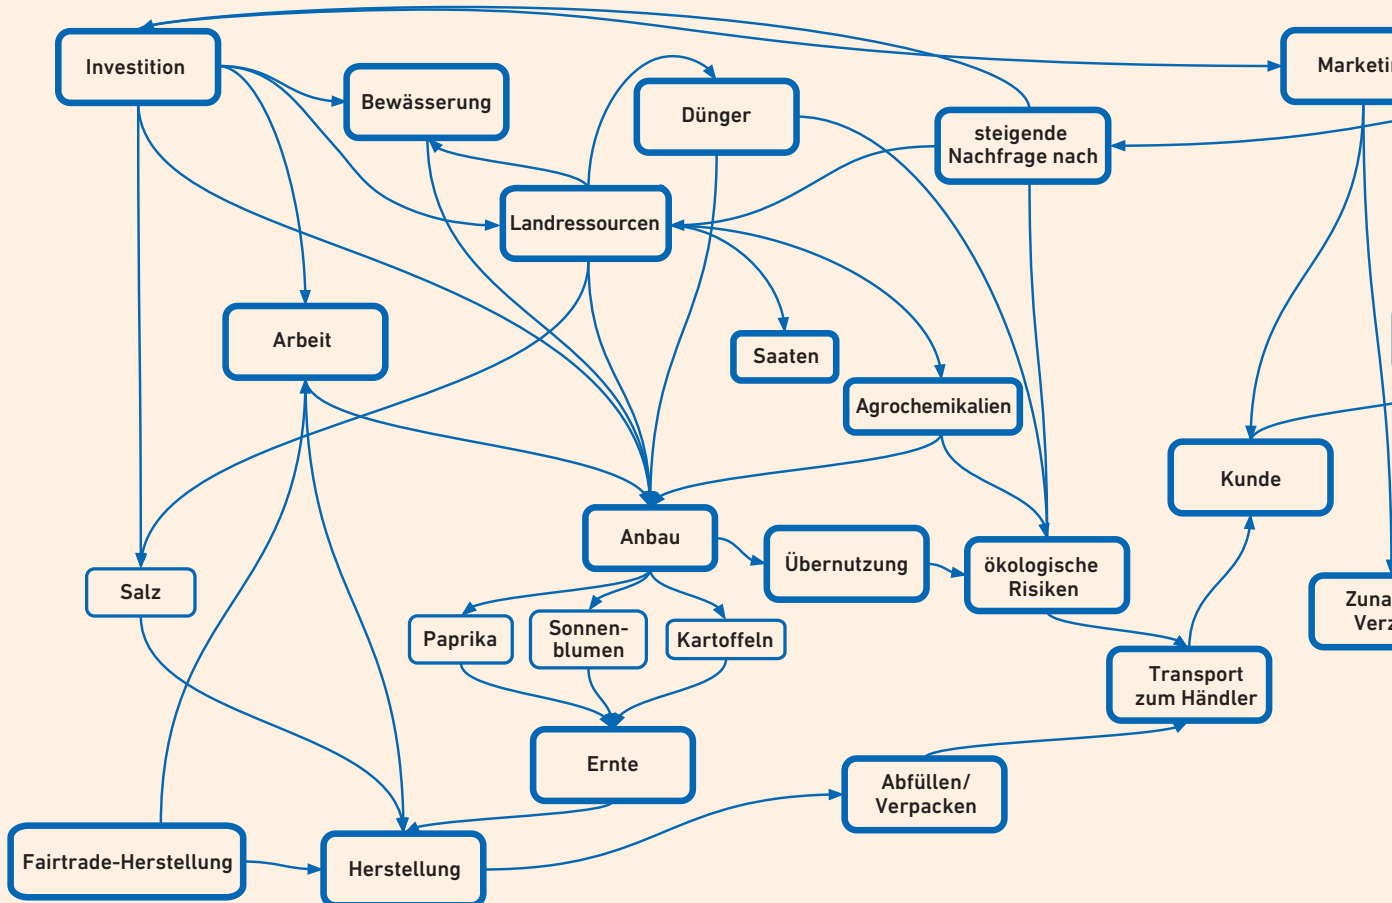 Investition
Bewässerung
Dünger
steigende
Nachfrage nach
Landressourcen
Arbeit
Saaten
Agrochemikalien
Kunde
Anbau
Übernutzung
ökologische
Risiken
Salz
Paprika
Sonnen-
blumen
Kartoffeln
Transport
zum Händler
Ernte
Abfüllen/
Verpacken
Fairtrade-Herstellung
Herstellung